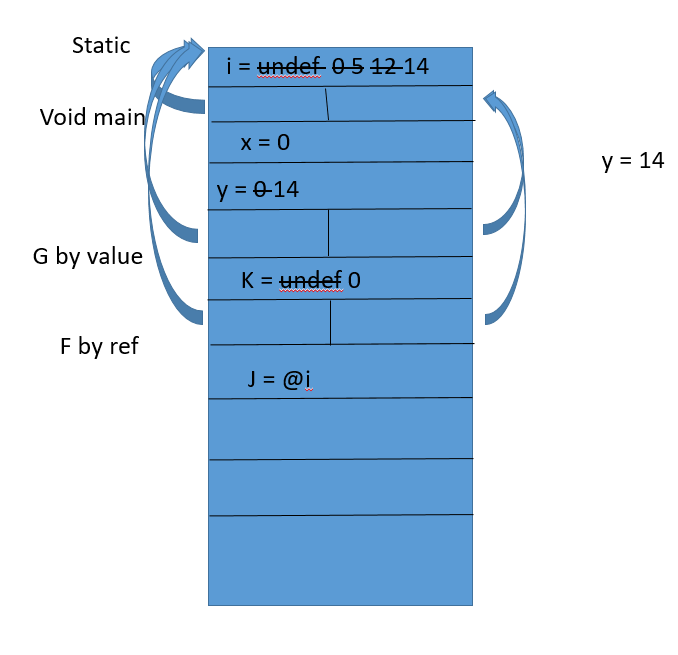 Static
i = undef 0 5 12 14
Void main
x = 0
y = 14
y = 0 14
G by value
K = undef 0
F by ref
J = @i